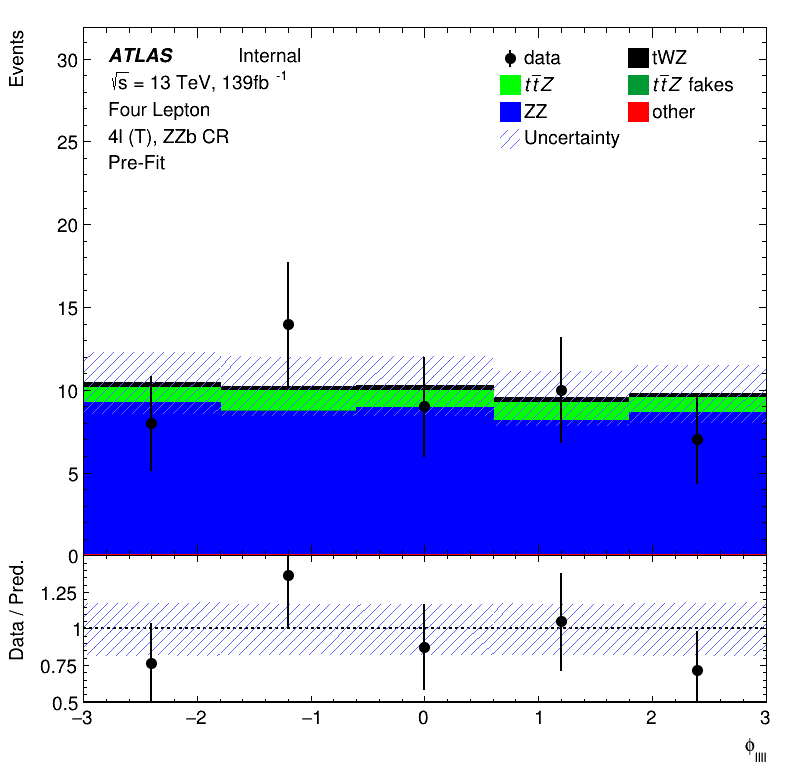 Events
30
25
20
15
10
5
0
ATLAS Internal
√s = 13 TeV, 139fb ⁻¹
Four Lepton
4l (T), ZZb CR
Pre-Fit
data
tWZ
tt̄Z
tt̄Z fakes
ZZ
other
Uncertainty
Data / Pred.
1.25
1
0.75
0.5
−3 −2 −1 0 1 2 3
ϕllll